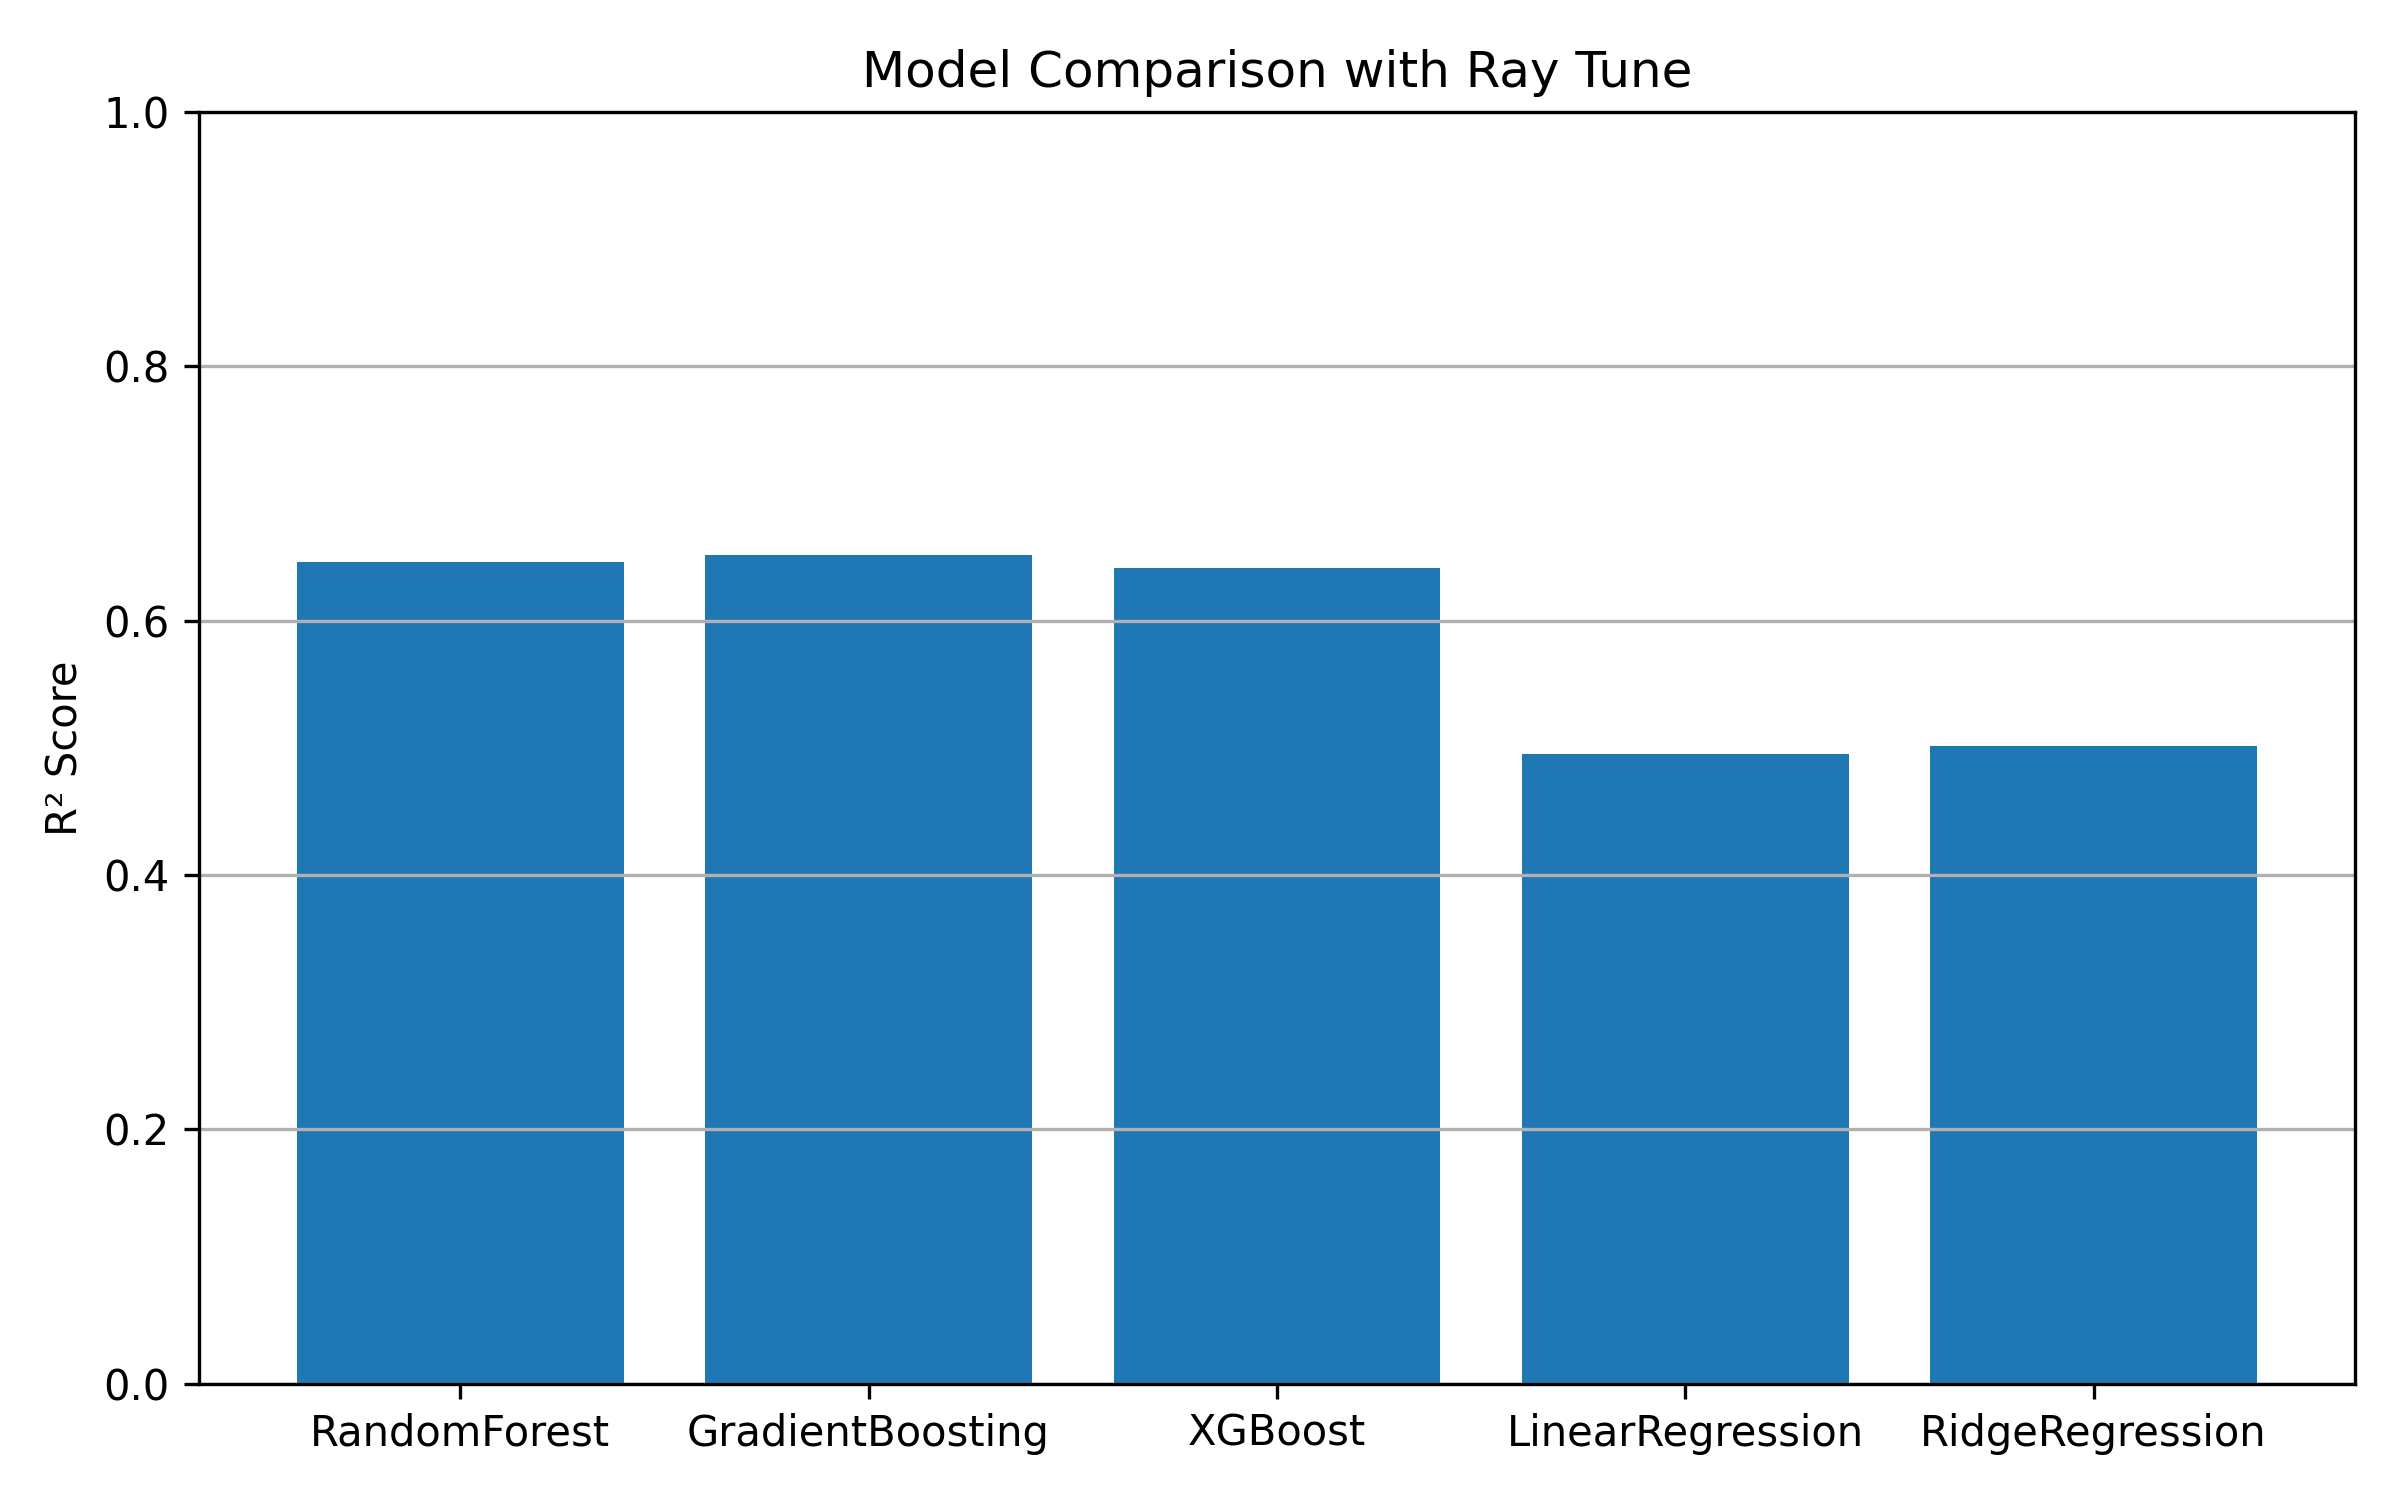 Model Comparison with Ray Tune
R² Score
1.0
0.8
0.6
0.4
0.2
0.0
RandomForest
GradientBoosting
XGBoost
LinearRegression
RidgeRegression